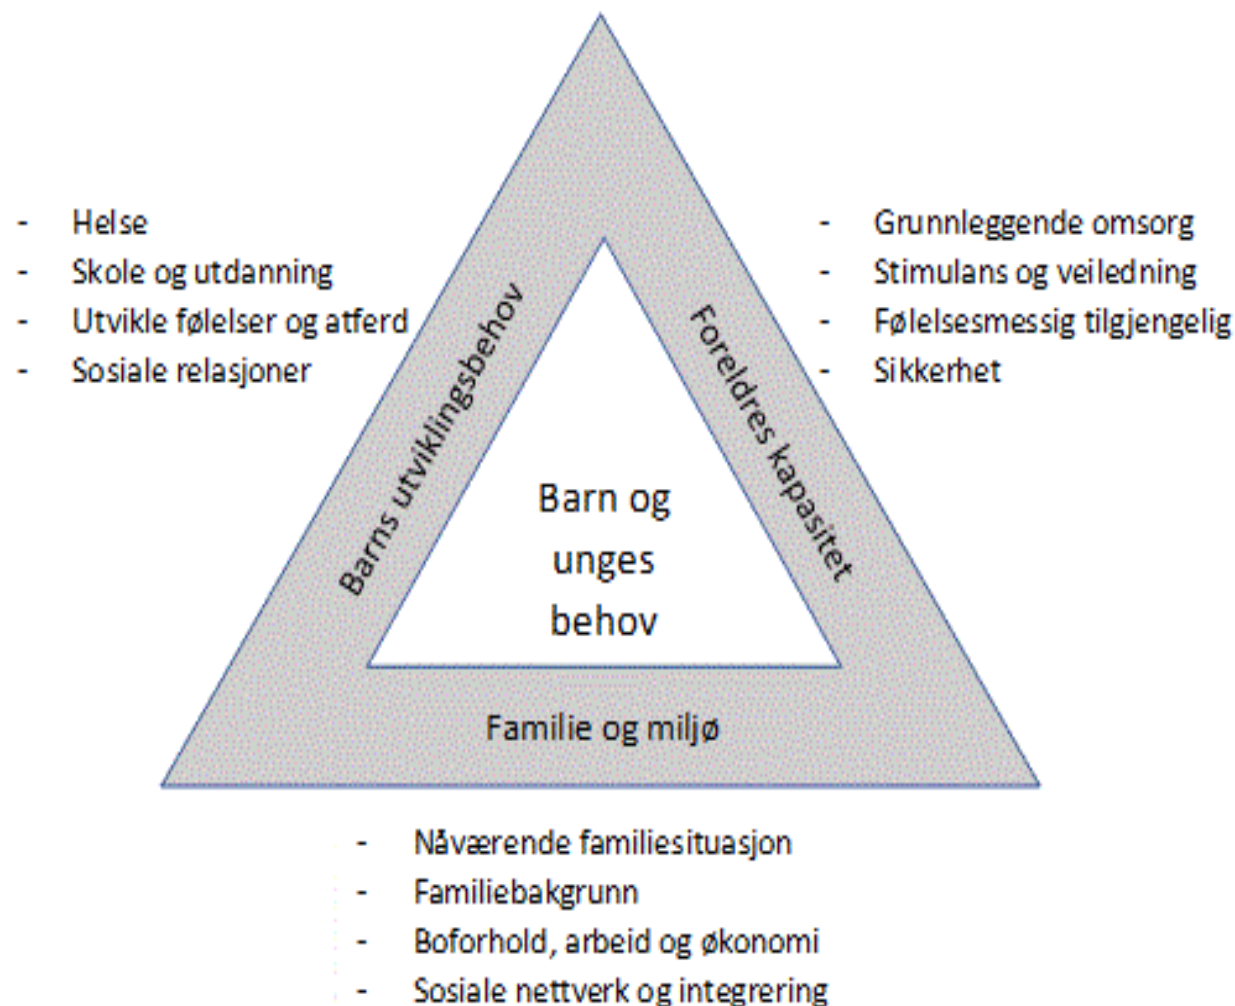 - Helse
- Skole og utdanning
- Utvikle følelser og atferd
- Sosiale relasjoner
Barns utviklingsbehov
- Grunnleggende omsorg
- Stimulans og veiledning
- Følelsesmessig tilgjengelig
- Sikkerhet
Foreldres kapasitet
Barn og
unges
behov
Familie og miljø
- Nåværende familiesituasjon
- Familiebakgrunn
- Boforhold, arbeid og økonomi
- Sosiale nettverk og integrering